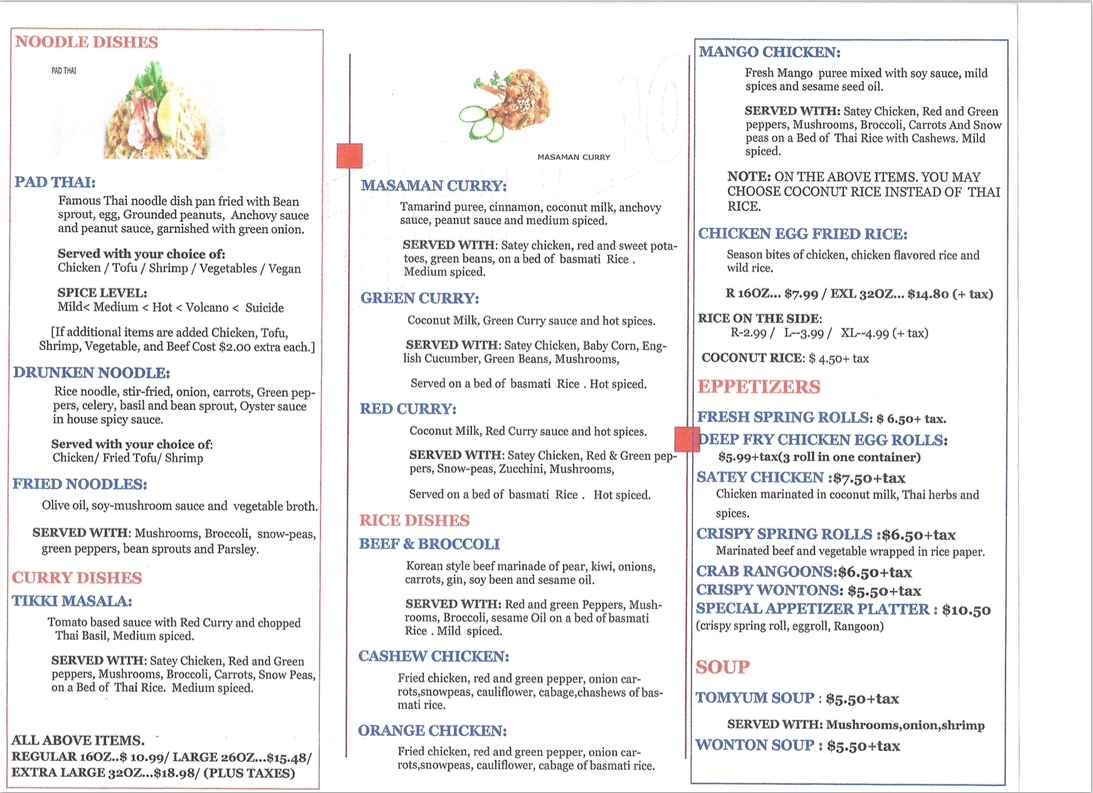 NOODLE DISHES
PAD THAI
PAD THAI:
Famous Thai noodle dish pan fried with Bean
sprout, egg, Grounded peanuts, Anchovy sauce
and peanut sauce, garnished with green onion.
Served with your choice of:
Chicken / Tofu / Shrimp / Vegetables / Vegan
SPICE LEVEL:
Mild< Medium < Hot < Volcano < Suicide
[If additional items are added Chicken, Tofu,
Shrimp, Vegetable, and Beef Cost $2.00 extra each.]
DRUNKEN NOODLE:
Rice noodle, stir-fried, onion, carrots, Green pep-
pers, celery, basil and bean sprout, Oyster sauce
in house spicy sauce.
Served with your choice of:
Chicken/ Fried Tofu/ Shrimp
FRIED NOODLES:
Olive oil, soy-mushroom sauce and vegetable broth.
SERVED WITH: Mushrooms, Broccoli, snow-peas,
green peppers, bean sprouts and Parsley.
CURRY DISHES
TIKKI MASALA:
Tomato based sauce with Red Curry and chopped
Thai Basil, Medium spiced.
SERVED WITH: Satey Chicken, Red and Green
peppers, Mushrooms, Broccoli, Carrots, Snow Peas,
on a Bed of Thai Rice. Medium spiced.
ALL ABOVE ITEMS.
REGULAR 16OZ..$ 10.99/ LARGE 26OZ...$15.48/
EXTRA LARGE 32OZ...$18.98/ (PLUS TAXES)
MASAMAN CURRY
MASAMAN CURRY:
Tamarind puree, cinnamon, coconut milk, anchovy
sauce, peanut sauce and medium spiced.
SERVED WITH: Satey chicken, red and sweet pota-
toes, green beans, on a bed of basmati Rice .
Medium spiced.
GREEN CURRY:
Coconut Milk, Green Curry sauce and hot spices.
SERVED WITH: Satey Chicken, Baby Corn, Eng-
lish Cucumber, Green Beans, Mushrooms,
Served on a bed of basmati Rice . Hot spiced.
RED CURRY:
Coconut Milk, Red Curry sauce and hot spices.
SERVED WITH: Satey Chicken, Red & Green pep-
pers, Snow-peas, Zucchini, Mushrooms,
Served on a bed of basmati Rice . Hot spiced.
RICE DISHES
BEEF & BROCCOLI
Korean style beef marinade of pear, kiwi, onions,
carrots, gin, soy been and sesame oil.
SERVED WITH: Red and green Peppers, Mush-
rooms, Broccoli, sesame Oil on a bed of basmati
Rice . Mild spiced.
CASHEW CHICKEN:
Fried chicken, red and green pepper, onion car-
rots,snowpeas, cauliflower, cabage,chashews of bas-
mati rice.
ORANGE CHICKEN:
Fried chicken, red and green pepper, onion car-
rots,snowpeas, cauliflower, cabage of basmati rice.
MANGO CHICKEN:
Fresh Mango puree mixed with soy sauce, mild
spices and sesame seed oil.
SERVED WITH: Satey Chicken, Red and Green
peppers, Mushrooms, Broccoli, Carrots And Snow
peas on a Bed of Thai Rice with Cashews. Mild
spiced.
NOTE: ON THE ABOVE ITEMS. YOU MAY
CHOOSE COCONUT RICE INSTEAD OF THAI
RICE.
CHICKEN EGG FRIED RICE:
Season bites of chicken, chicken flavored rice and
wild rice.
R 16OZ... $7.99 / EXL 32OZ... $14.80 (+ tax)
RICE ON THE SIDE:
R-2.99 / L--3.99 / XL--4.99 (+ tax)
COCONUT RICE: $ 4.50+ tax
EPPETIZERS
FRESH SPRING ROLLS: $ 6.50+ tax.
DEEP FRY CHICKEN EGG ROLLS:
$5.99+tax(3 roll in one container)
SATEY CHICKEN :$7.50+tax
Chicken marinated in coconut milk, Thai herbs and
spices.
CRISPY SPRING ROLLS :$6.50+tax
Marinated beef and vegetable wrapped in rice paper.
CRAB RANGOONS:$6.50+tax
CRISPY WONTONS: $5.50+tax
SPECIAL APPETIZER PLATTER : $10.50
(crispy spring roll, eggroll, Rangoon)
SOUP
TOMYUM SOUP : $5.50+tax
SERVED WITH: Mushrooms,onion,shrimp
WONTON SOUP : $5.50+tax